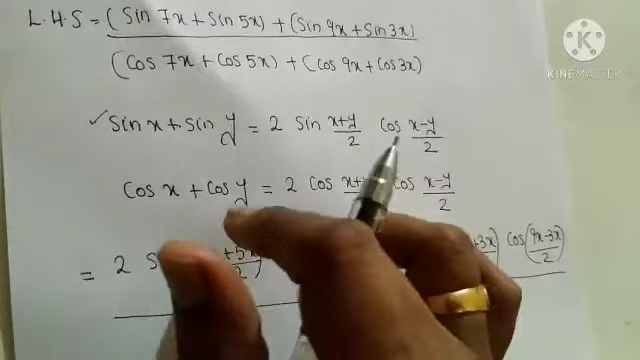 L.H.S = (Sin 7x + Sin 5x) + (Sin 9x + Sin 3x)
(Cos 7x + Cos 5x) + (Cos 9x + Cos 3x)
KINEMASTER
✓ Sin x + Sin y = 2 Sin x+y/2 Cos x-y/2
Cos x + Cos y = 2 Cos Cos x-y/2
= 2 +3x) Cos(9x-3x/2)